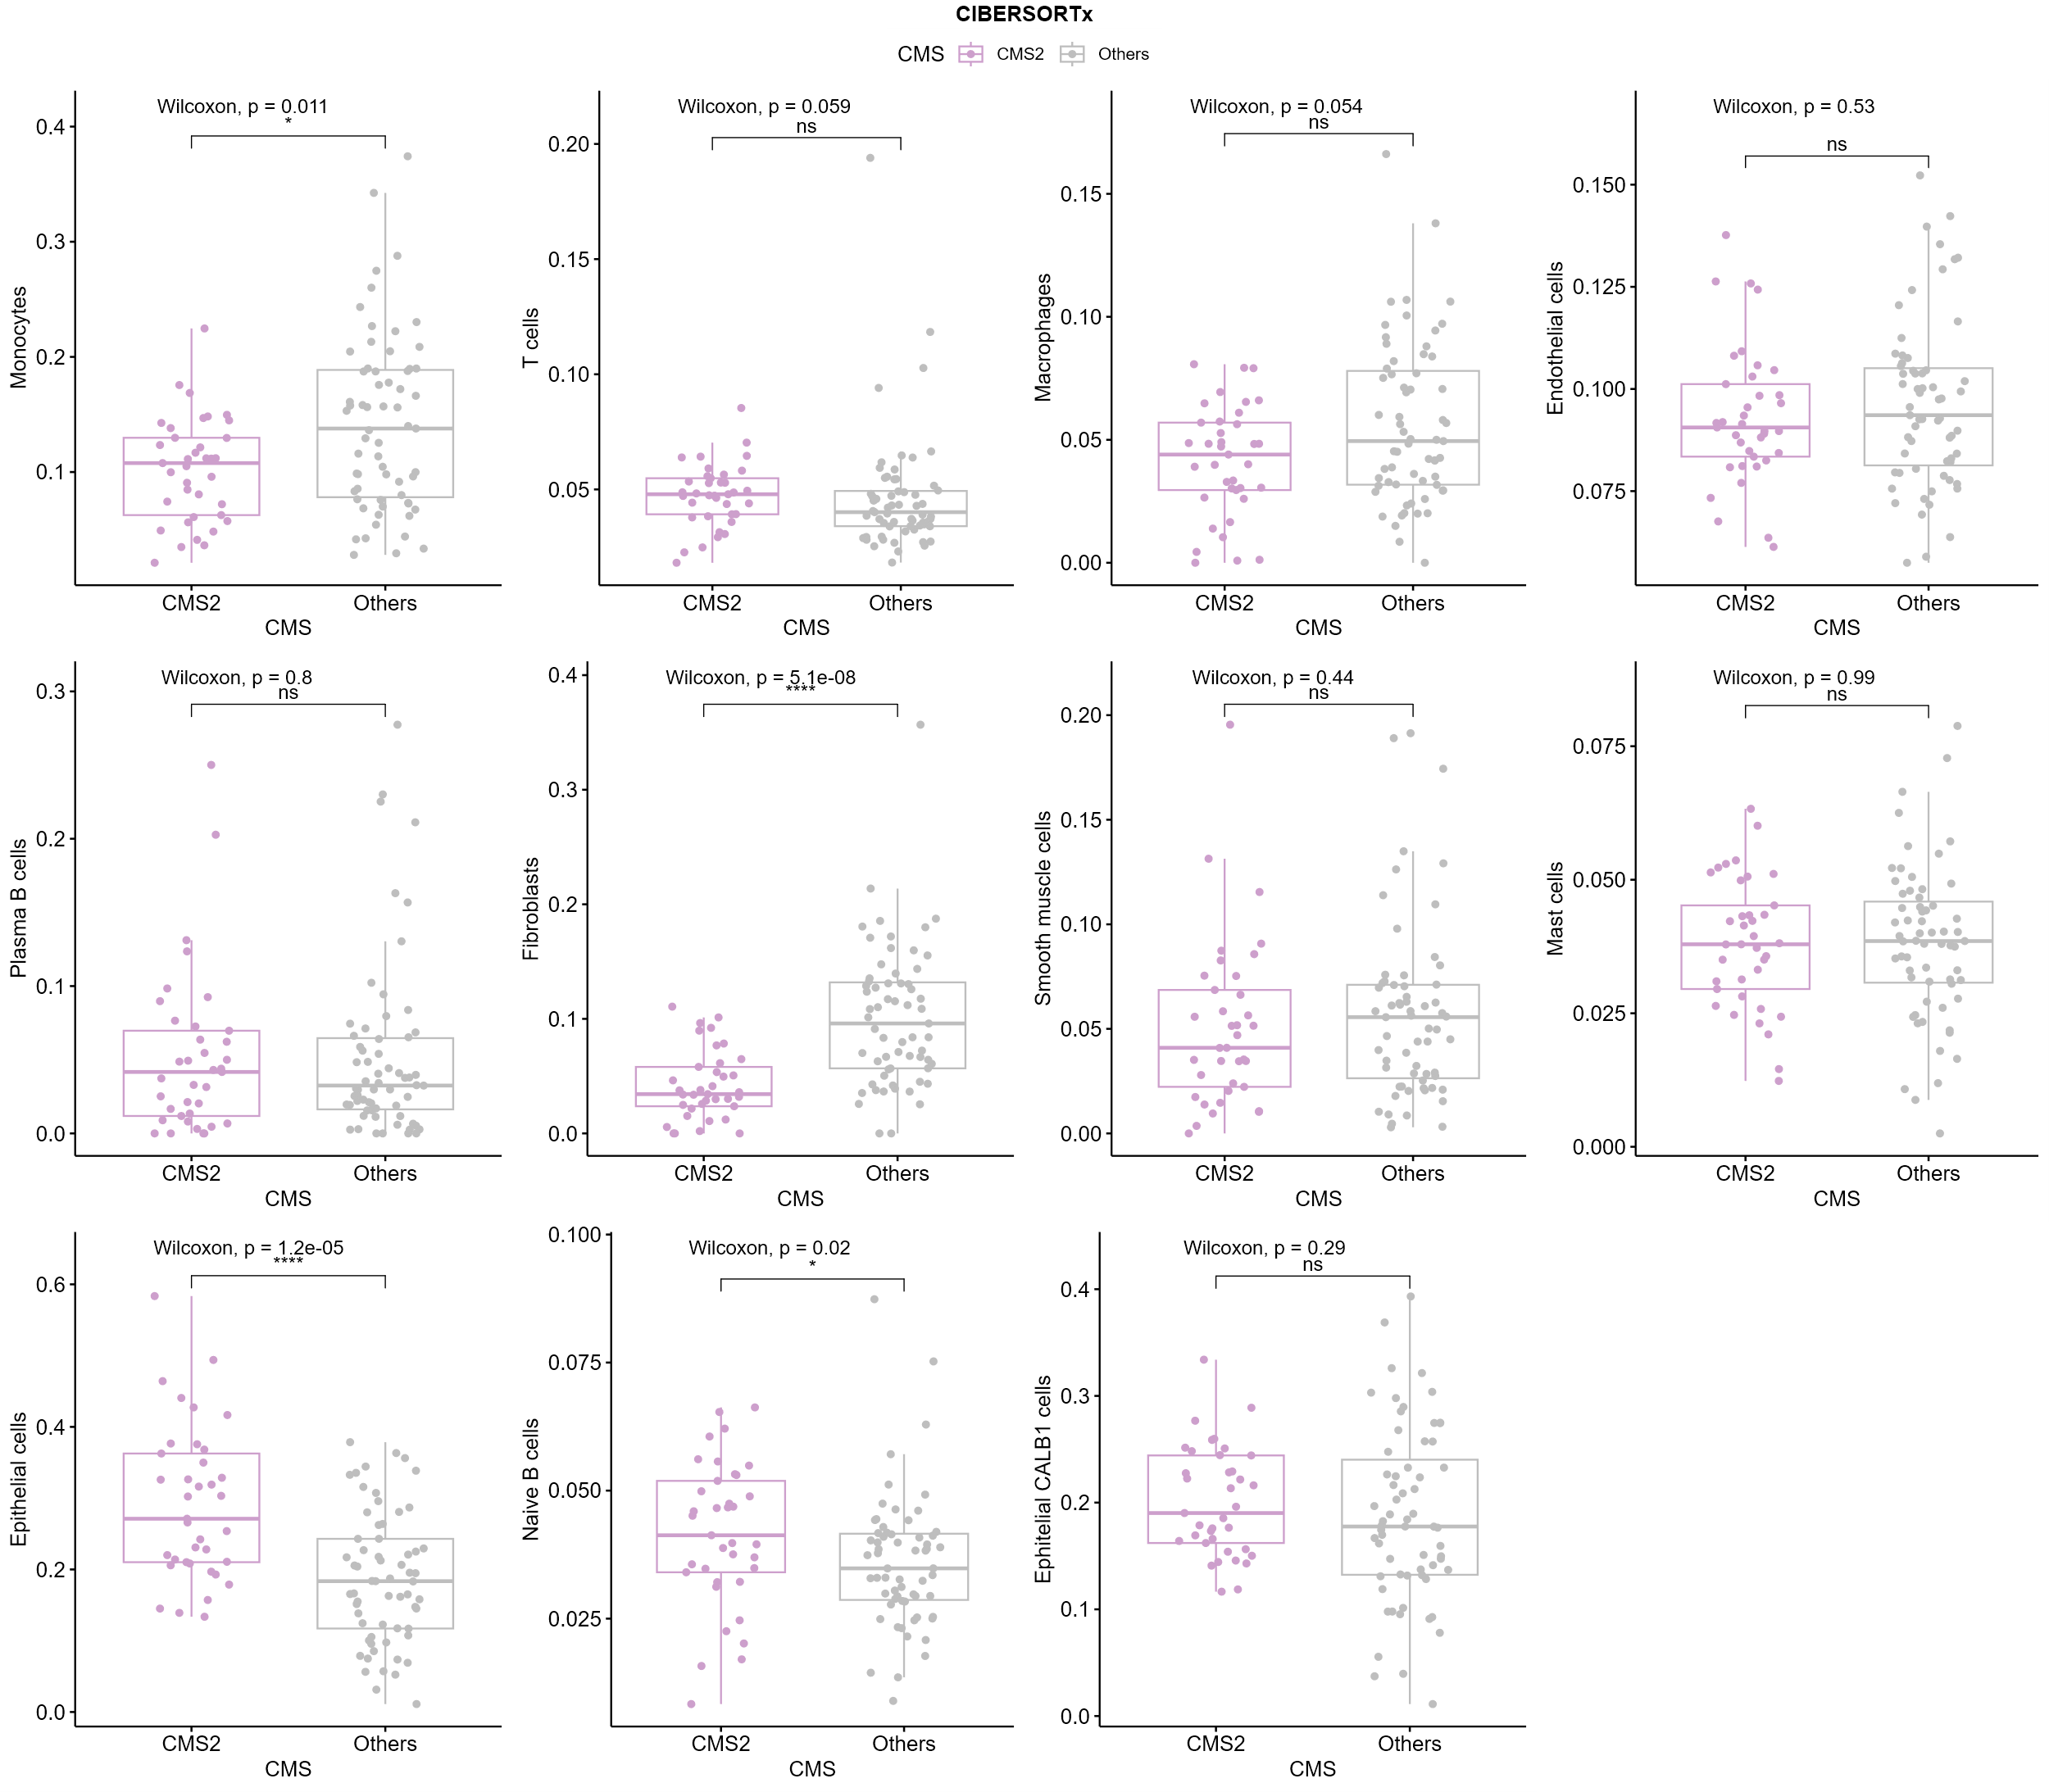 CIBERSORTx
CMS CMS2 Others
Wilcoxon, p = 0.011
*
Monocytes
0.4
0.3
0.2
0.1
CMS2 Others
CMS
Wilcoxon, p = 0.059
ns
T cells
0.20
0.15
0.10
0.05
CMS2 Others
CMS
Wilcoxon, p = 0.054
ns
Macrophages
0.15
0.10
0.05
0.00
CMS2 Others
CMS
Wilcoxon, p = 0.53
ns
Endothelial cells
0.150
0.125
0.100
0.075
CMS2 Others
CMS
Wilcoxon, p = 0.8
ns
Plasma B cells
0.3
0.2
0.1
0.0
CMS2 Others
CMS
Wilcoxon, p = 5.1e-08
****
Fibroblasts
0.4
0.3
0.2
0.1
0.0
CMS2 Others
CMS
Wilcoxon, p = 0.44
ns
Smooth muscle cells
0.20
0.15
0.10
0.05
0.00
CMS2 Others
CMS
Wilcoxon, p = 0.99
ns
Mast cells
0.075
0.050
0.025
0.000
CMS2 Others
CMS
Wilcoxon, p = 1.2e-05
****
Epithelial cells
0.6
0.4
0.2
0.0
CMS2 Others
CMS
Wilcoxon, p = 0.02
*
Naive B cells
0.100
0.075
0.050
0.025
CMS2 Others
CMS
Wilcoxon, p = 0.29
ns
Ephitelial CALB1 cells
0.4
0.3
0.2
0.1
0.0
CMS2 Others
CMS